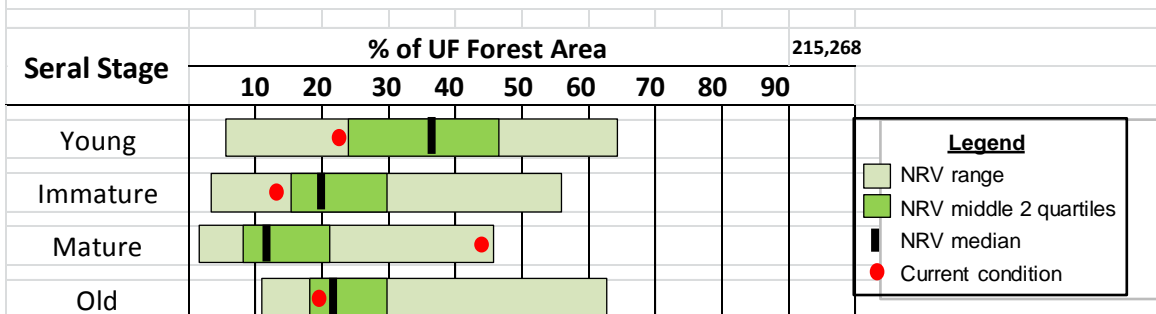 Seral Stage
% of UF Forest Area 215,268
10 20 30 40 50 60 70 80 90
Young
Immature
Mature
Old
Legend
NRV range
NRV middle 2 quartiles
NRV median
Current condition